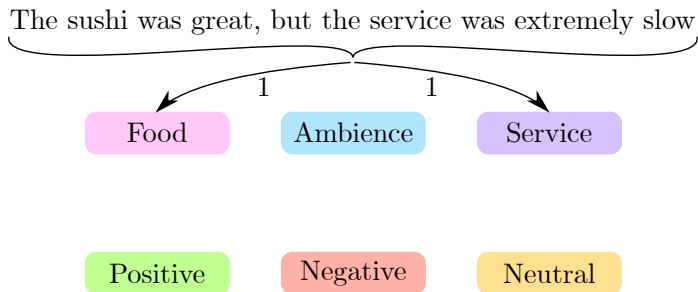 The sushi was great, but the service was extremely slow
1 1
Food Ambience Service
Positive Negative Neutral